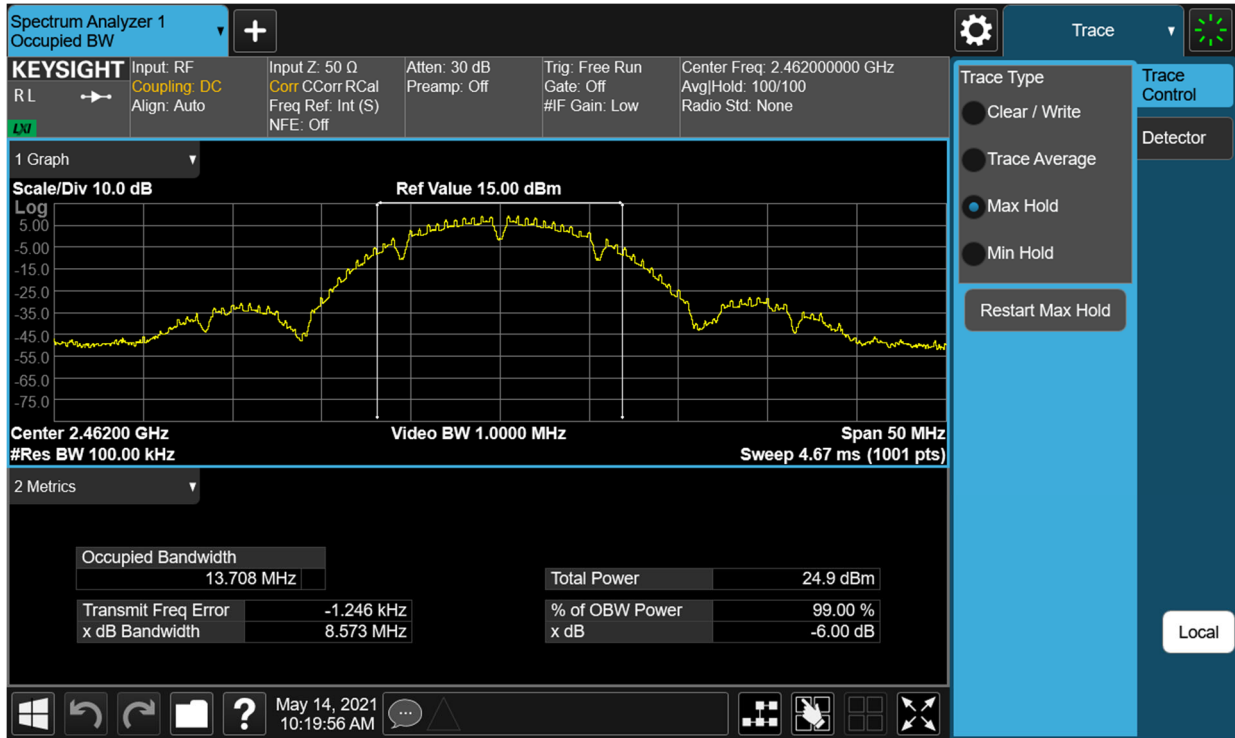 Spectrum Analyzer 1
Occupied BW
+
Trace
KEYSIGHT
R L
LXI
Input: RF
Coupling: DC
Align: Auto
Input Z: 50 Ω
Corr CCorr RCal
Freq Ref: Int (S)
NFE: Off
Atten: 30 dB
Preamp: Off
Trig: Free Run
Gate: Off
#IF Gain: Low
Center Freq: 2.462000000 GHz
Avg|Hold: 100/100
Radio Std: None
Trace Type
Clear / Write
Trace Average
Max Hold
Min Hold
Restart Max Hold
Trace
Control
Detector
Local
1 Graph
Scale/Div 10.0 dB
Ref Value 15.00 dBm
Log
5.00
-5.00
-15.0
-25.0
-35.0
-45.0
-55.0
-65.0
-75.0
Center 2.46200 GHz
Video BW 1.0000 MHz
Span 50 MHz
#Res BW 100.00 kHz
Sweep 4.67 ms (1001 pts)
2 Metrics
Occupied Bandwidth
13.708 MHz
Total Power 24.9 dBm
Transmit Freq Error -1.246 kHz
% of OBW Power 99.00 %
x dB Bandwidth 8.573 MHz
x dB -6.00 dB
?
May 14, 2021
10:19:56 AM